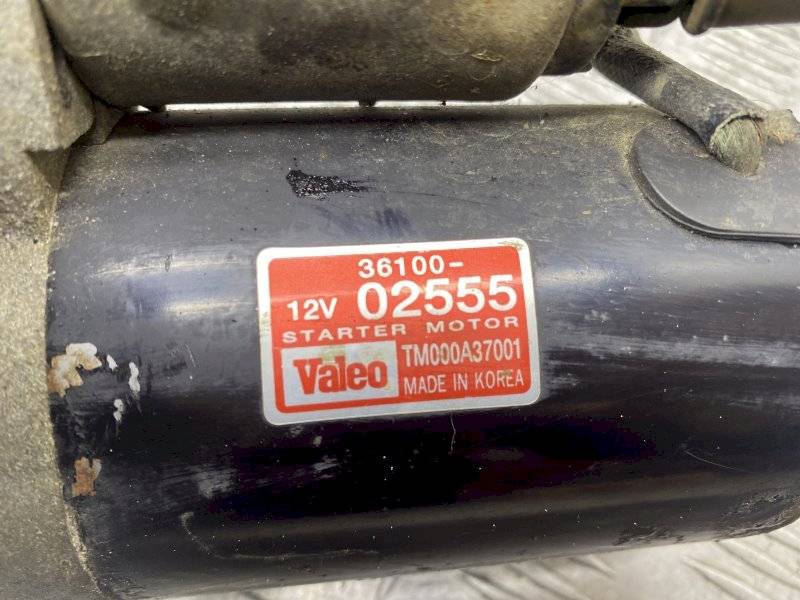 36100-
12V 02555
STARTER MOTOR
Valeo TM000A37001
MADE IN KOREA